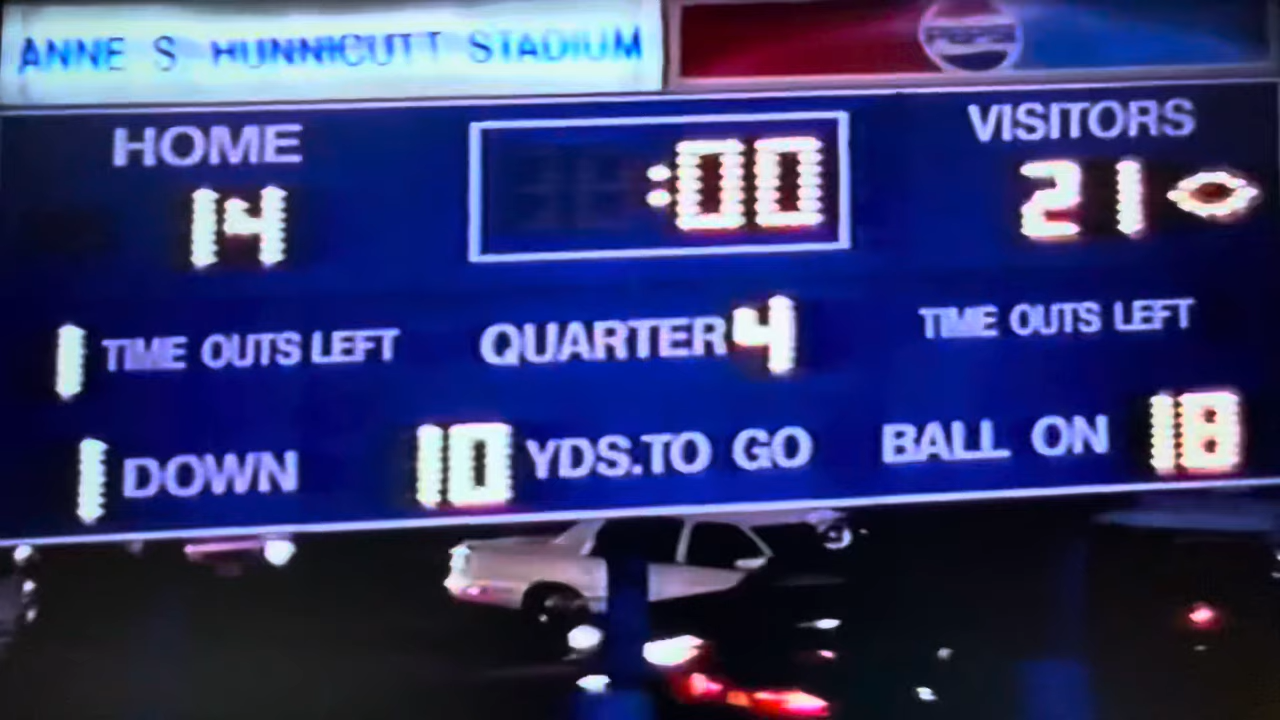 ANNE S HUNNICUTT STADIUM
PEPSI
HOME
:00
VISITORS
14
21
1 TIME OUTS LEFT
QUARTER 4
TIME OUTS LEFT
1 DOWN
10 YDS.TO GO
BALL ON 18